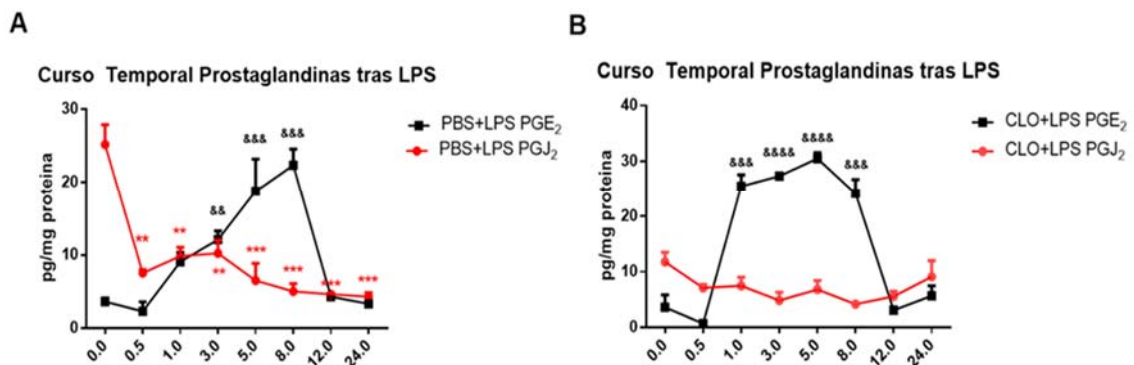 A
Curso Temporal Prostaglandinas tras LPS
pg/mg proteina
30
20
10
0
0.0 0.5 1.0 3.0 5.0 8.0 12.0 24.0
** ** && ** &&& *** &&& *** *** ***
PBS+LPS PGE₂
PBS+LPS PGJ₂
B
Curso Temporal Prostaglandinas tras LPS
pg/mg proteina
40
30
20
10
0
0.0 0.5 1.0 3.0 5.0 8.0 12.0 24.0
&&& &&&& &&&& &&&
CLO+LPS PGE₂
CLO+LPS PGJ₂